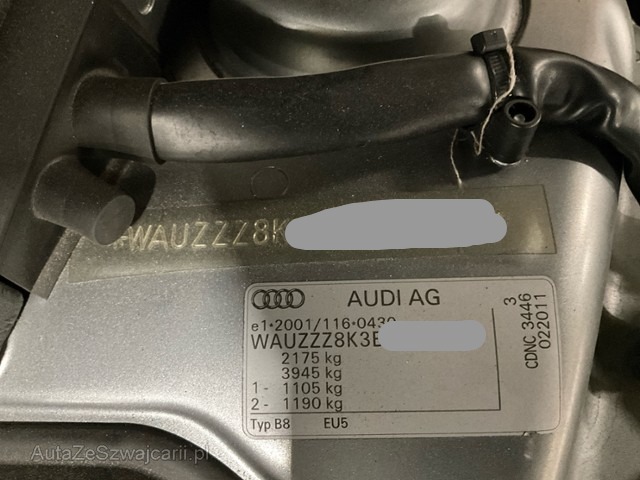 WAUZZZ8K
AUDI AG
e1*2001/116*0430
WAUZZZ8K3E
2175 kg
3945 kg
1- 1105 kg
2- 1190 kg
Typ B8 EU5
CDNC 3446 3
022011
AutaZeSzwajcarii.pl